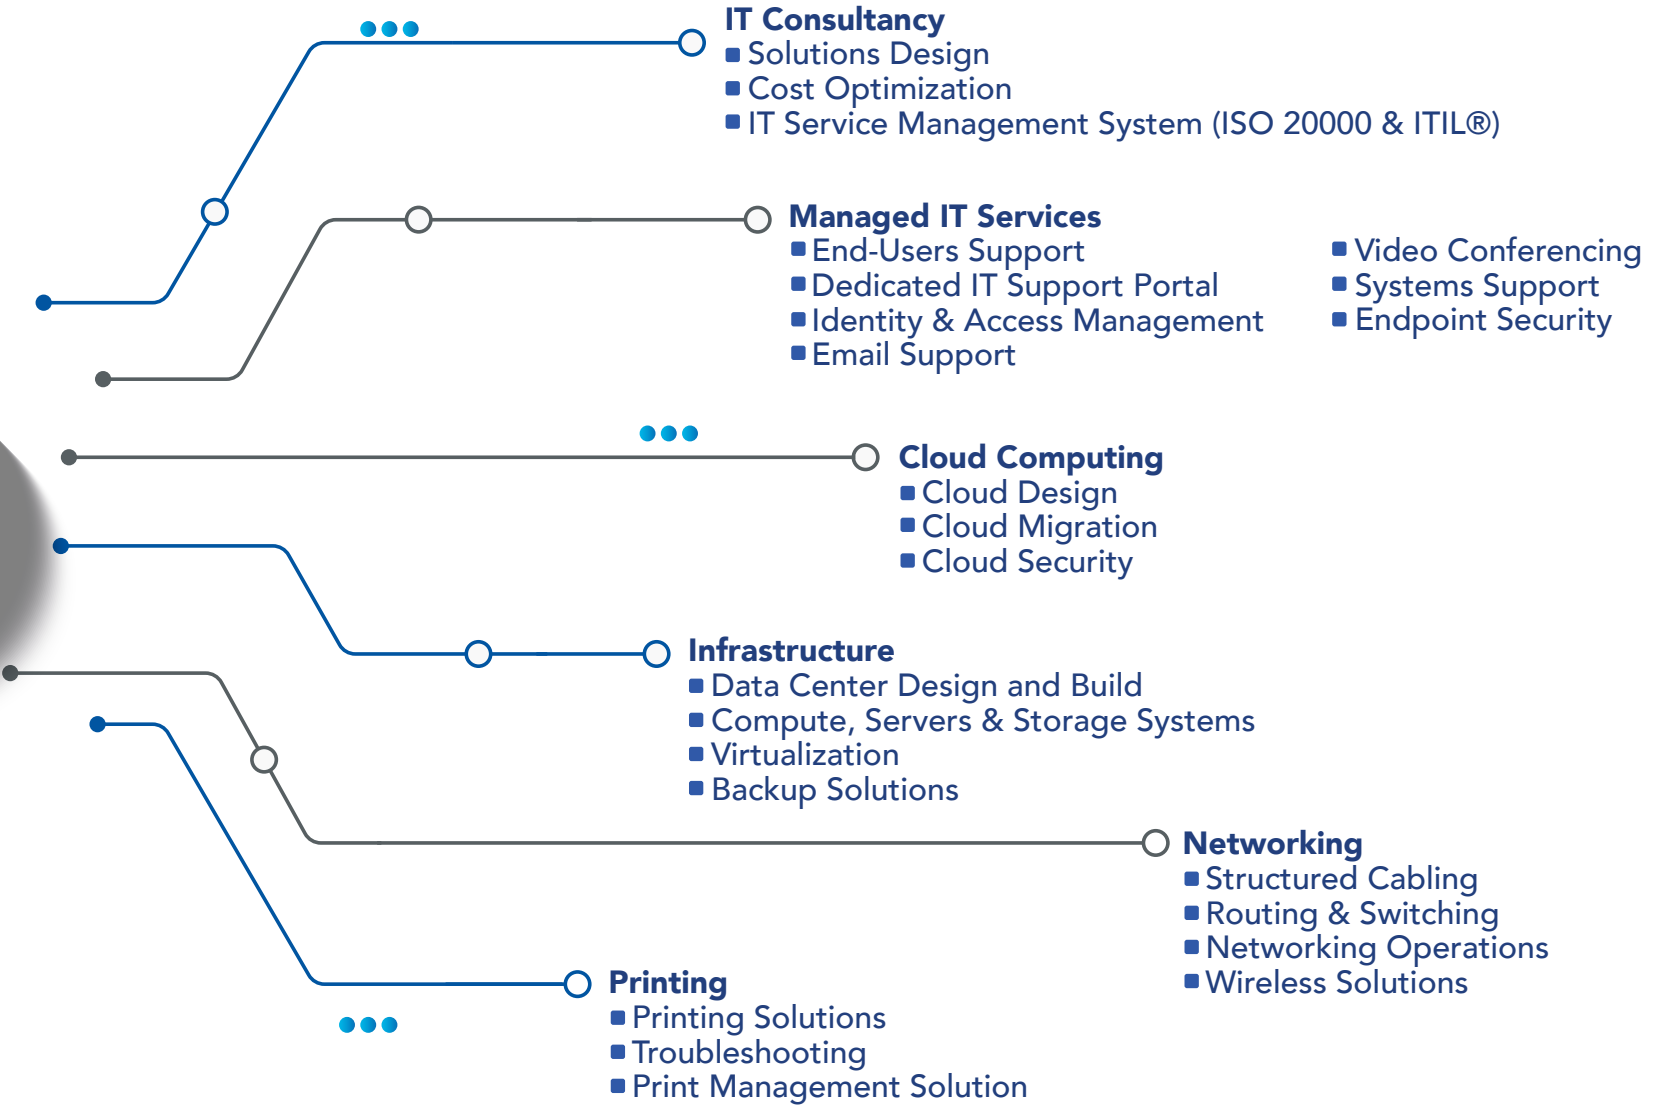 IT Consultancy
Solutions Design
Cost Optimization
IT Service Management System (ISO 20000 & ITIL®)
Managed IT Services
End-Users Support
Dedicated IT Support Portal
Identity & Access Management
Email Support
Video Conferencing
Systems Support
Endpoint Security
Cloud Computing
Cloud Design
Cloud Migration
Cloud Security
Infrastructure
Data Center Design and Build
Compute, Servers & Storage Systems
Virtualization
Backup Solutions
Networking
Structured Cabling
Routing & Switching
Networking Operations
Wireless Solutions
Printing
Printing Solutions
Troubleshooting
Print Management Solution